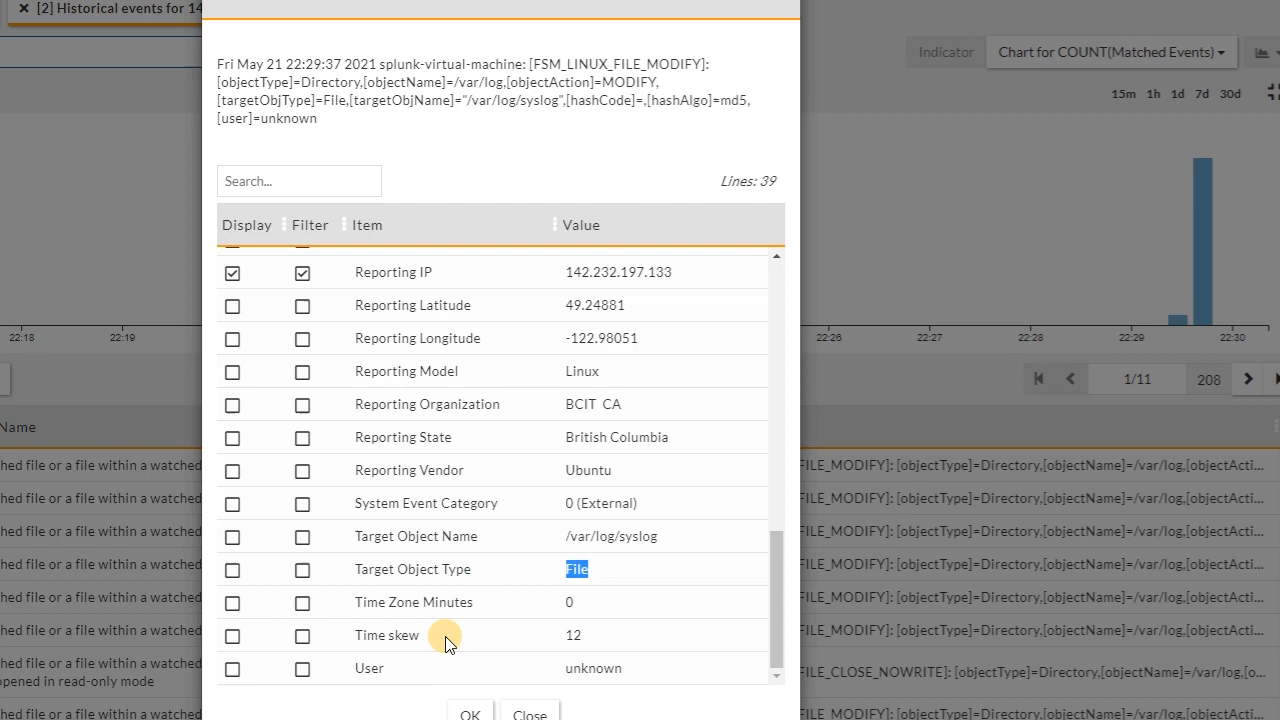 ✕ [2] Historical events for 14
Indicator
Chart for COUNT(Matched Events)
Fri May 21 22:29:37 2021 splunk-virtual-machine: [FSM_LINUX_FILE_MODIFY]:
[objectType]=Directory,[objectName]=/var/log,[objectAction]=MODIFY,
[targetObjType]=File,[targetObjName]="/var/log/syslog",[hashCode]=,[hashAlgo]=md5,
[user]=unknown
15m 1h 1d 7d 30d
Search...
Lines: 39
Display Filter Item Value
Reporting IP 142.232.197.133
Reporting Latitude 49.24881
Reporting Longitude -122.98051
Reporting Model Linux
Reporting Organization BCIT CA
Reporting State British Columbia
Reporting Vendor Ubuntu
System Event Category 0 (External)
Target Object Name /var/log/syslog
Target Object Type File
Time Zone Minutes 0
Time skew 12
User unknown
OK Close
22:18 22:19 22:26 22:27 22:28 22:29 22:30
1/11 208
Name
hed file or a file within a watched
hed file or a file within a watched
hed file or a file within a watched
hed file or a file within a watched
hed file or a file within a watched
hed file or a file within a watched
hed file or a file within a watched
opened in read-only mode
hed file or a file within a watched
FILE_MODIFY]: [objectType]=Directory,[objectName]=/var/log,[objectActi...
FILE_MODIFY]: [objectType]=Directory,[objectName]=/var/log,[objectActi...
FILE_MODIFY]: [objectType]=Directory,[objectName]=/var/log,[objectActi...
FILE_MODIFY]: [objectType]=Directory,[objectName]=/var/log,[objectActi...
FILE_MODIFY]: [objectType]=Directory,[objectName]=/var/log,[objectActi...
FILE_MODIFY]: [objectType]=Directory,[objectName]=/var/log,[objectActi...
FILE_CLOSE_NOWRITE]: [objectType]=Directory,[objectName]=/var/log,[o...
FILE_MODIFY]: [objectType]=Directory,[objectName]=/var/log,[objectActi...